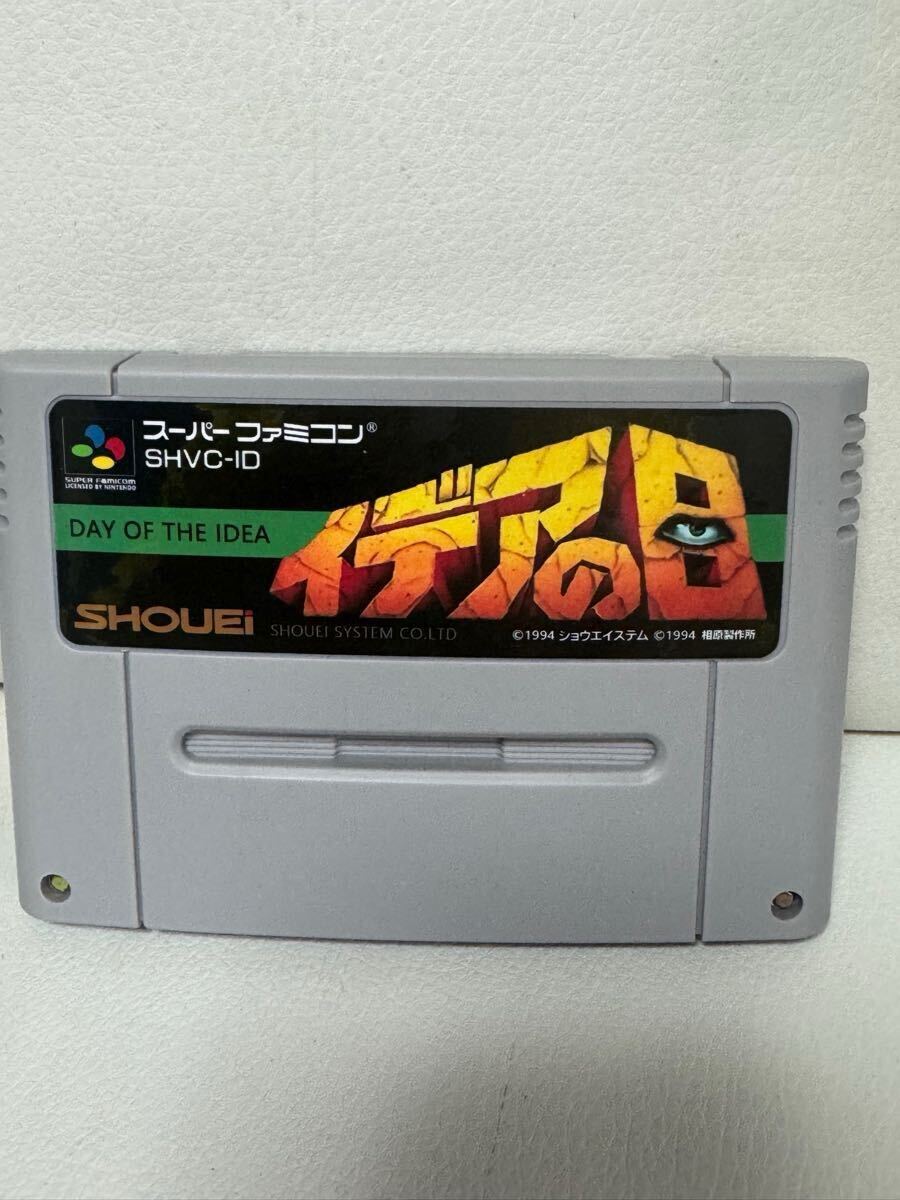 スーパーファミコン®
SHVC-ID
SUPER FAMICOM
LICENSED BY NINTENDO
DAY OF THE IDEA
イデアの日
SHOUEi
SHOUEI SYSTEM CO.LTD
©1994 ショウエイステム ©1994 相原製作所